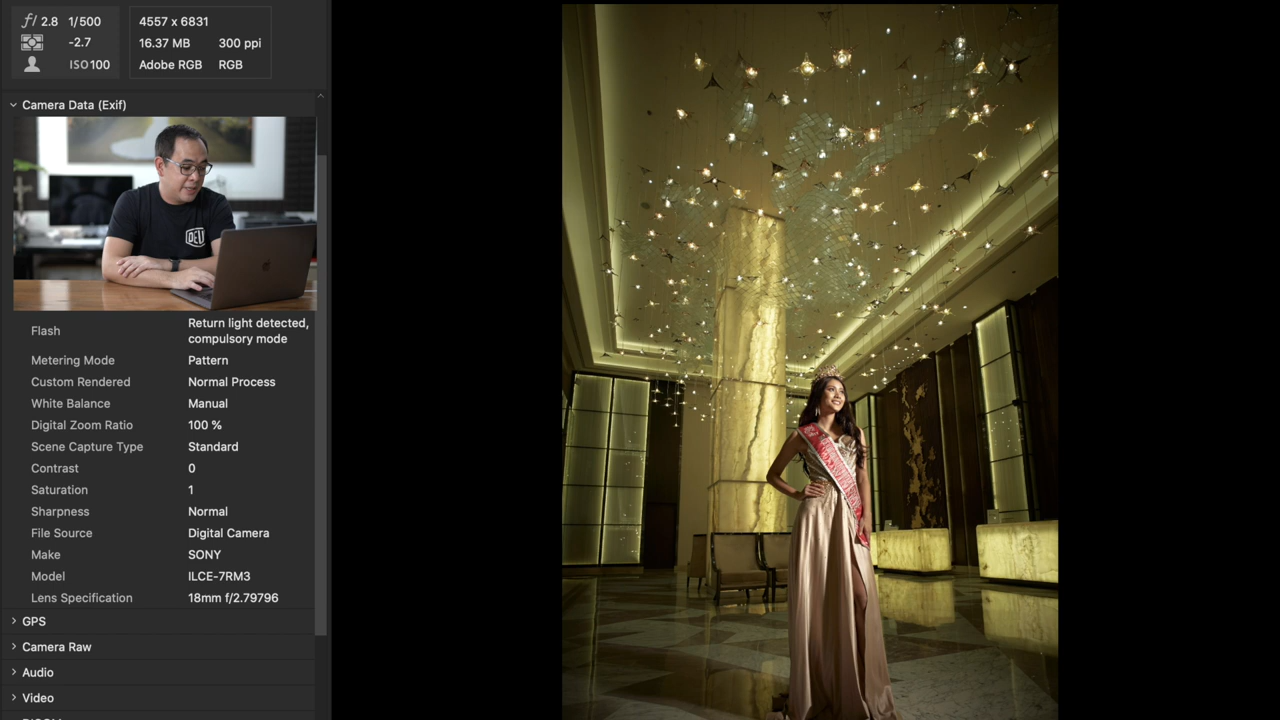 f/ 2.8 1/500
-2.7
ISO 100
4557 x 6831
16.37 MB 300 ppi
Adobe RGB RGB
Camera Data (Exif)
Flash Return light detected,
compulsory mode
Metering Mode Pattern
Custom Rendered Normal Process
White Balance Manual
Digital Zoom Ratio 100 %
Scene Capture Type Standard
Contrast 0
Saturation 1
Sharpness Normal
File Source Digital Camera
Make SONY
Model ILCE-7RM3
Lens Specification 18mm f/2.79796
GPS
Camera Raw
Audio
Video